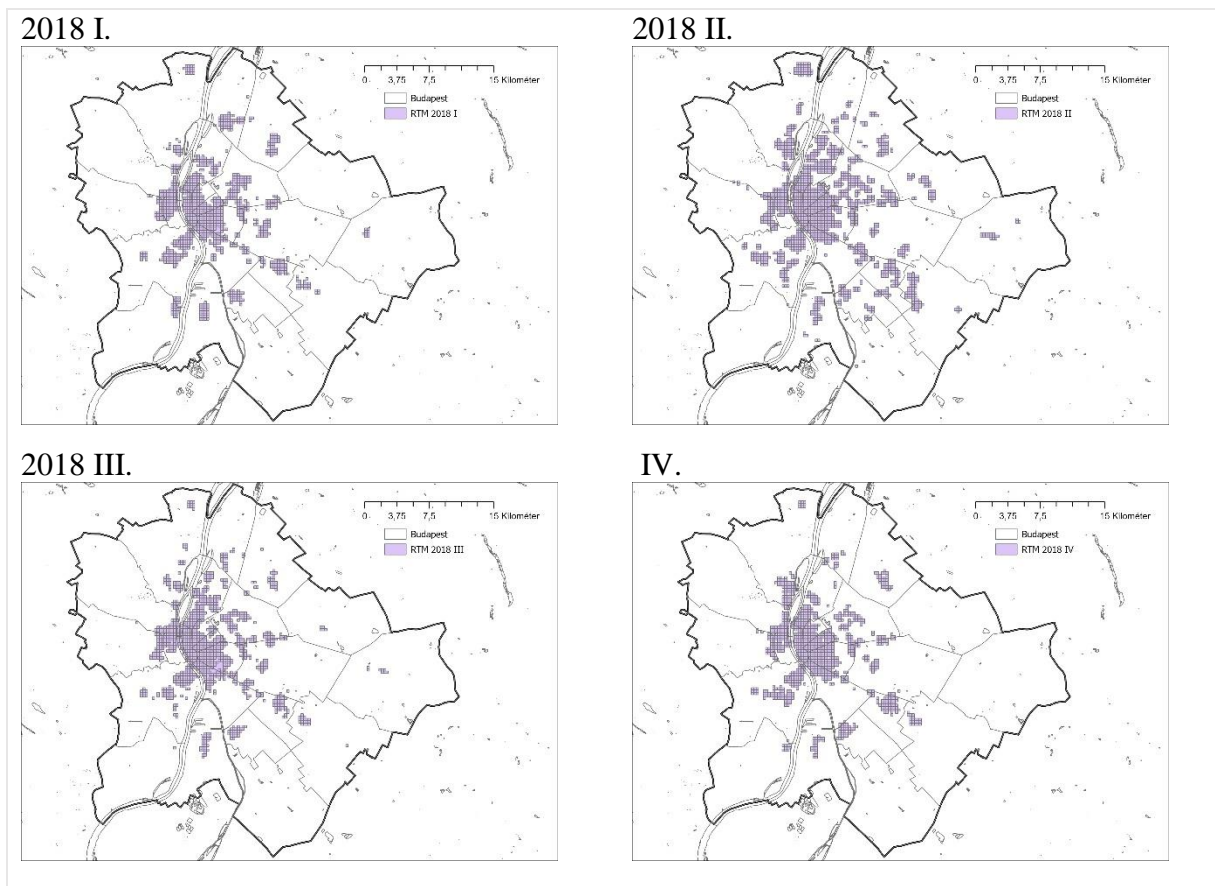 2018 I.
0 3,75 7,5 15 Kilométer
Budapest
RTM 2018 I
2018 II.
0 3,75 7,5 15 Kilométer
Budapest
RTM 2018 II
2018 III.
0 3,75 7,5 15 Kilométer
Budapest
RTM 2018 III
IV.
0 3,75 7,5 15 Kilométer
Budapest
RTM 2018 IV